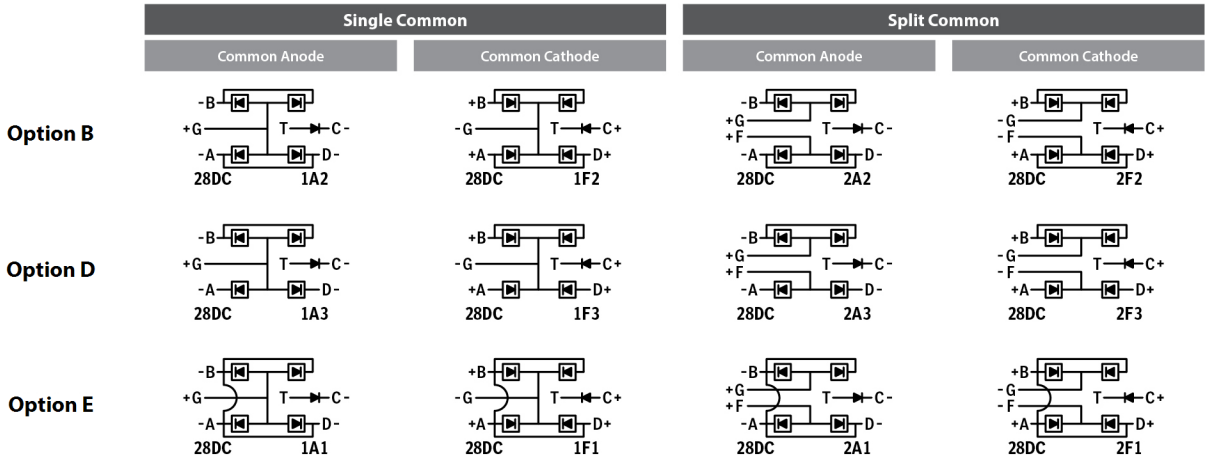 Single Common Split Common
Common Anode Common Cathode Common Anode Common Cathode
-B +B -B +B
Option B +G T C- -G T C+ +G T C- -G T C+
+F -F
-A D- +A D+ -A D- +A D+
28DC 1A2 28DC 1F2 28DC 2A2 28DC 2F2
-B +B -B +B
Option D +G T C- -G T C+ +G T C- -G T C+
+F -F
-A D- +A D+ -A D- +A D+
28DC 1A3 28DC 1F3 28DC 2A3 28DC 2F3
-B +B -B +B
Option E +G T C- -G T C+ +G T C- -G T C+
+F -F
-A D- +A D+ -A D- +A D+
28DC 1A1 28DC 1F1 28DC 2A1 28DC 2F1